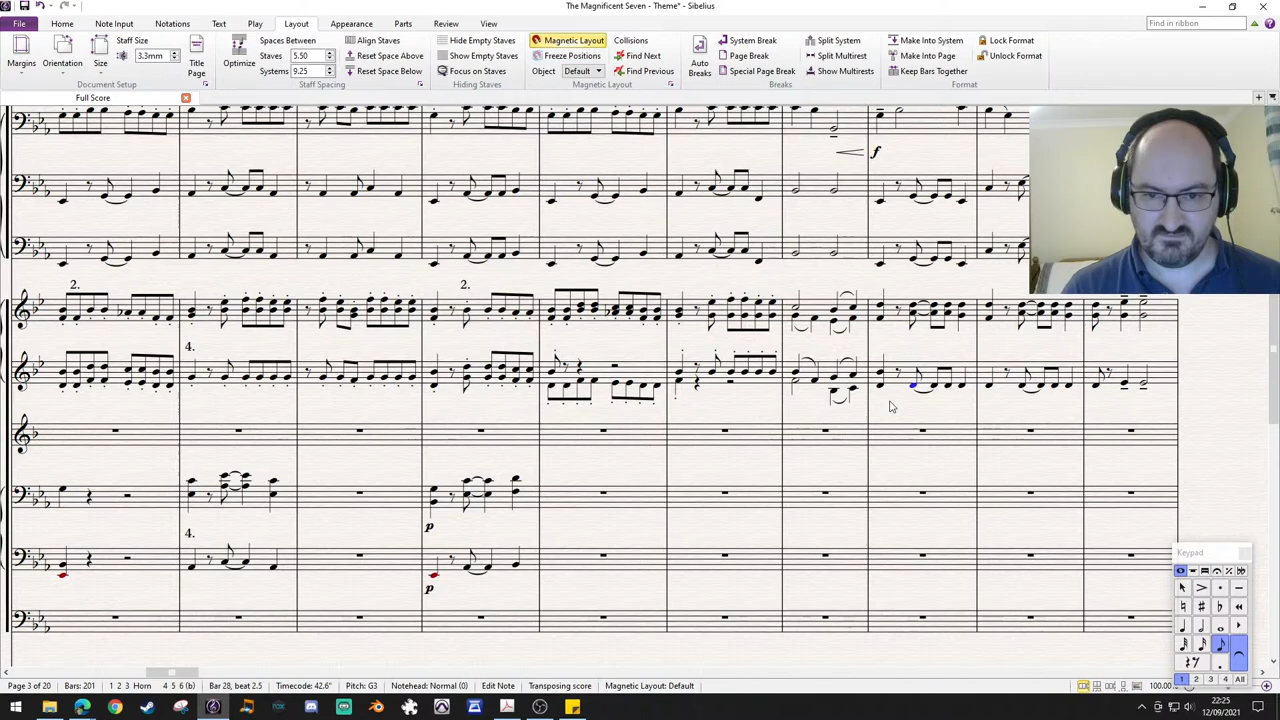 The Magnificent Seven - Theme* - Sibelius
File Home Note Input Notations Text Play Layout Appearance Parts Review View Find in ribbon
Staff Size Spaces Between Align Staves Hide Empty Staves Magnetic Layout Collisions System Break Split System Make Into System Lock Format
3.3mm Staves 5.50 Reset Space Above Show Empty Staves Freeze Positions Find Next Page Break Split Multirest Make Into Page Unlock Format
Margins Orientation Size Title Page Optimize Systems 9.25 Reset Space Below Focus on Staves Object Default Find Previous Auto Breaks Special Page Break Show Multirests Keep Bars Together
Document Setup Staff Spacing Hiding Staves Magnetic Layout Breaks Format
Full Score
f
2. 2.
4.
p
4.
p
Keypad
1 2 3 4 All
Page 3 of 20 Bars: 201 1 2 3 Horn 4 5 6 (b) Bar 28, beat 2.5 Timecode: 42.6" Pitch: G3 Notehead: Normal (0) Edit Note Transposing score Magnetic Layout: Default 100.00
22:25
12/09/2021